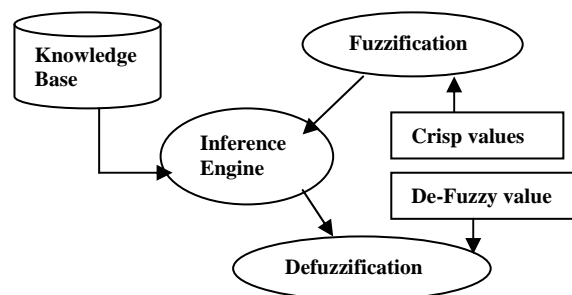 Knowledge
Base
Fuzzification
Inference
Engine
Crisp values
De-Fuzzy value
Defuzzification